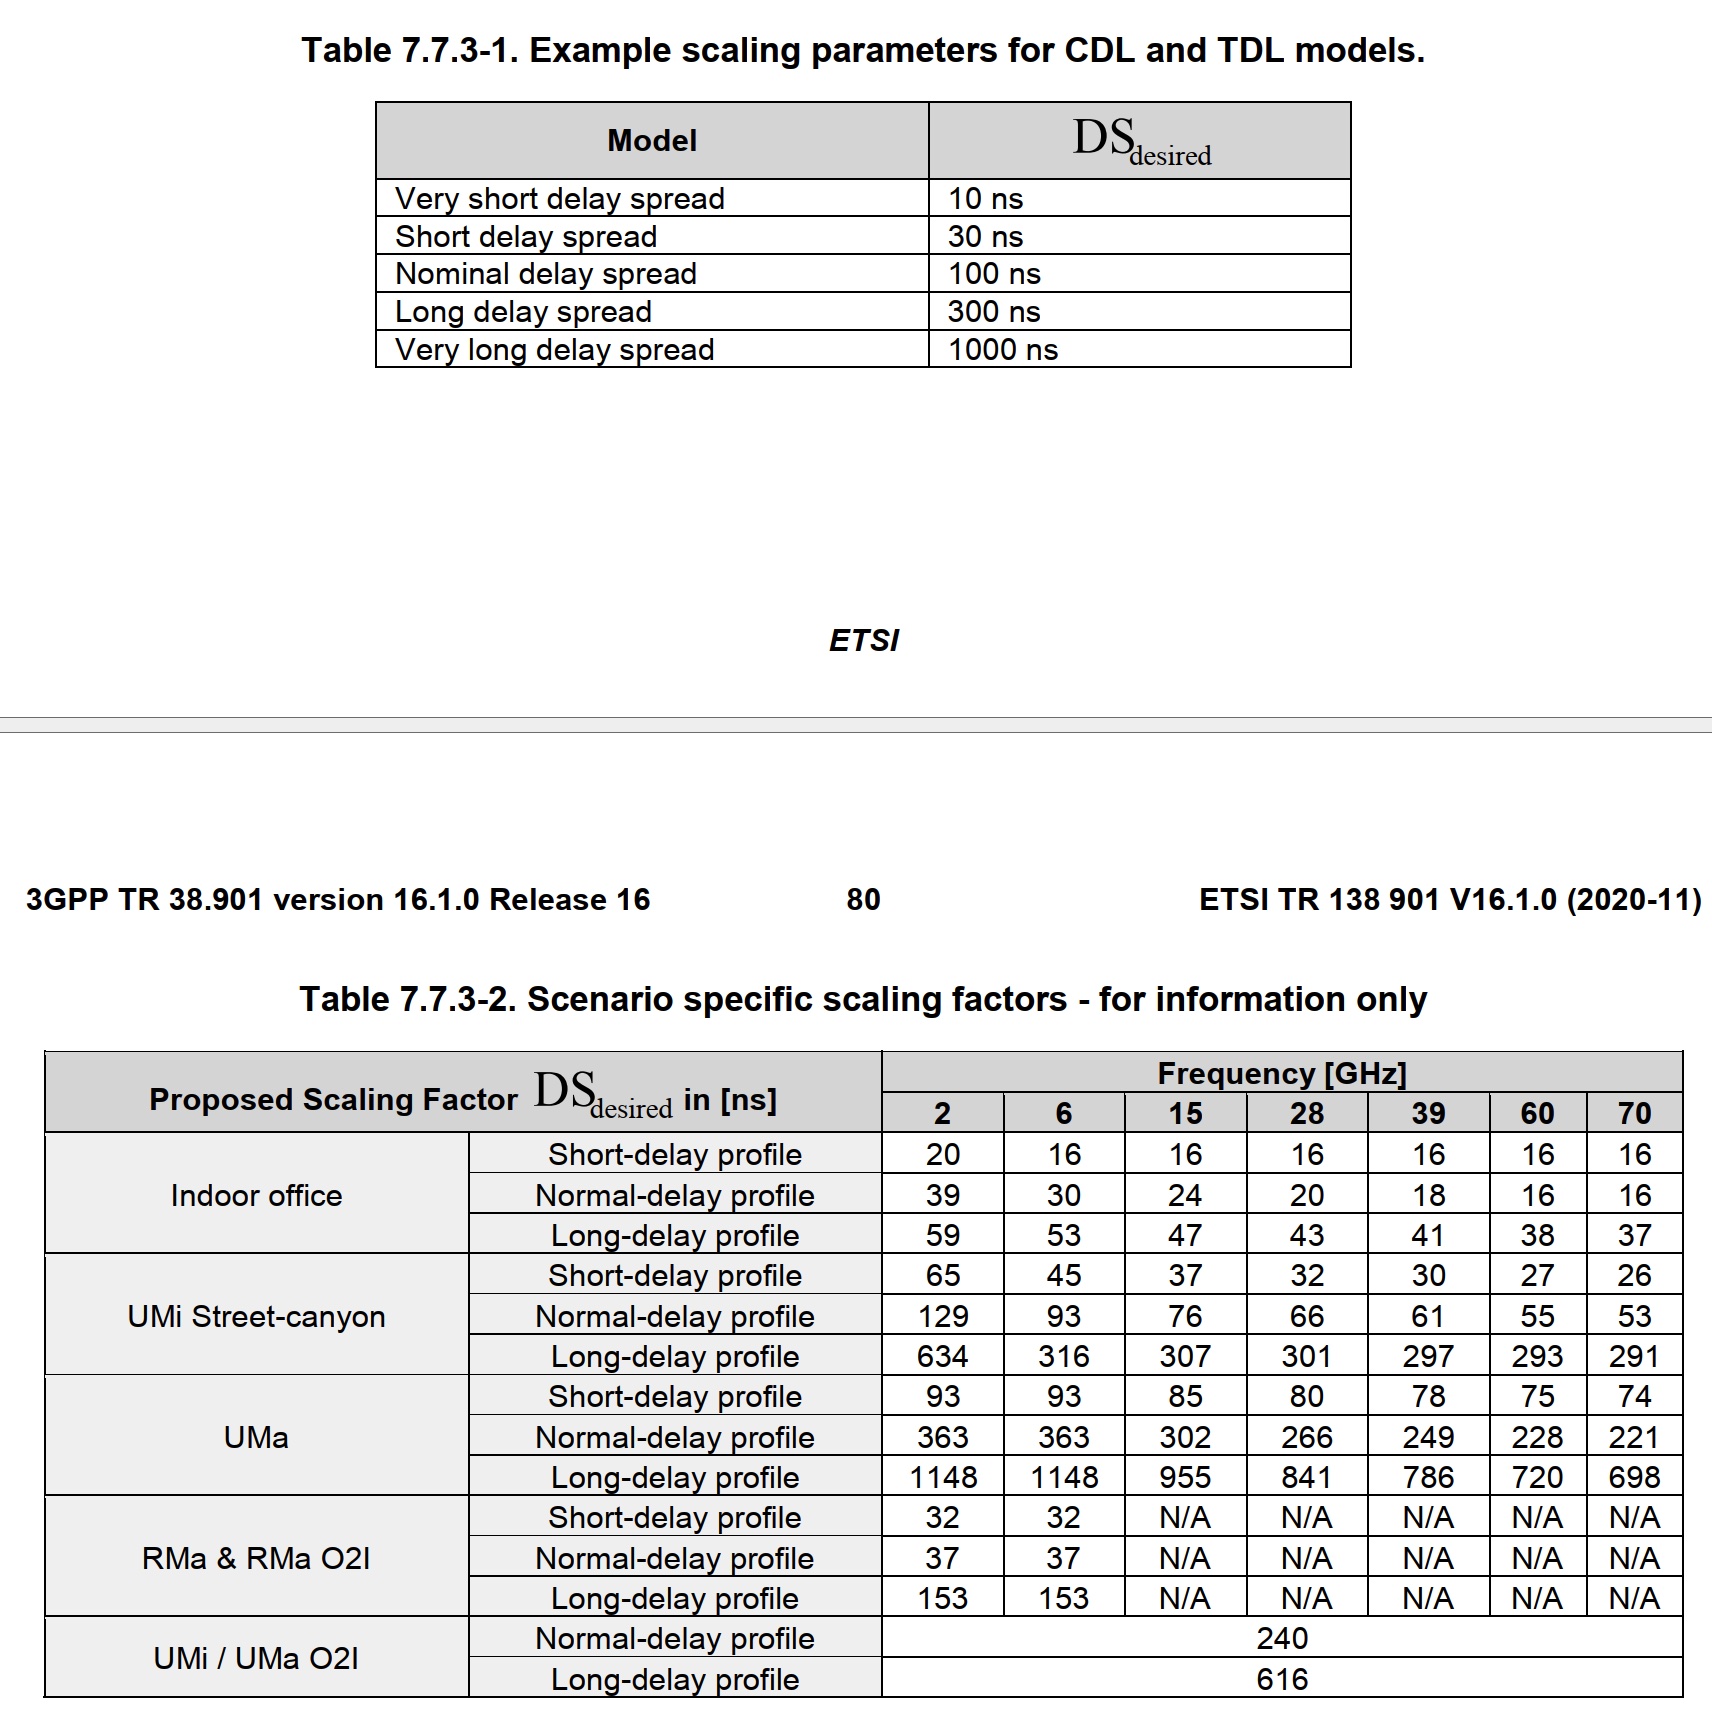 Table 7.7.3-1. Example scaling parameters for CDL and TDL models.
Model DSdesired
Very short delay spread 10 ns
Short delay spread 30 ns
Nominal delay spread 100 ns
Long delay spread 300 ns
Very long delay spread 1000 ns
ETSI
3GPP TR 38.901 version 16.1.0 Release 16 80 ETSI TR 138 901 V16.1.0 (2020-11)
Table 7.7.3-2. Scenario specific scaling factors - for information only
Proposed Scaling Factor DSdesired in [ns] Frequency [GHz]
2 6 15 28 39 60 70
Indoor office
Short-delay profile 20 16 16 16 16 16 16
Normal-delay profile 39 30 24 20 18 16 16
Long-delay profile 59 53 47 43 41 38 37
UMi Street-canyon
Short-delay profile 65 45 37 32 30 27 26
Normal-delay profile 129 93 76 66 61 55 53
Long-delay profile 634 316 307 301 297 293 291
UMa
Short-delay profile 93 93 85 80 78 75 74
Normal-delay profile 363 363 302 266 249 228 221
Long-delay profile 1148 1148 955 841 786 720 698
RMa & RMa O2I
Short-delay profile 32 32 N/A N/A N/A N/A N/A
Normal-delay profile 37 37 N/A N/A N/A N/A N/A
Long-delay profile 153 153 N/A N/A N/A N/A N/A
UMi / UMa O2I
Normal-delay profile 240
Long-delay profile 616